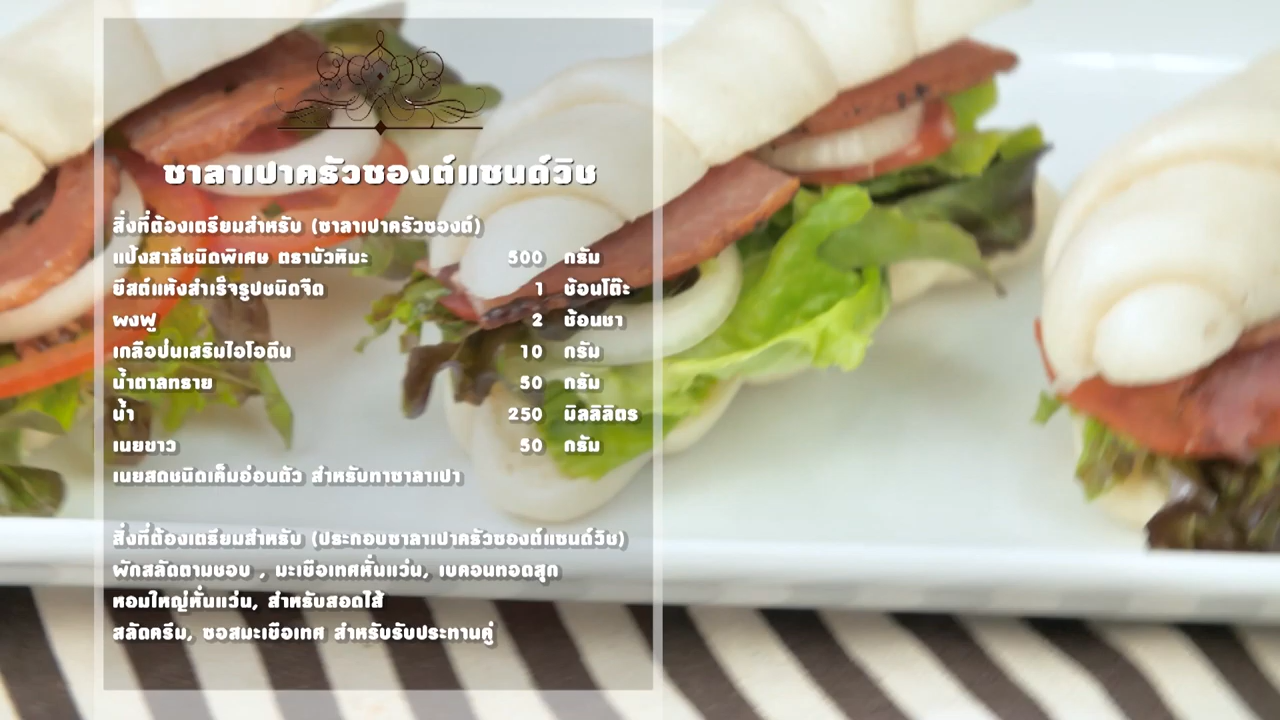 ซาลาเปาครัวซองต์แซนด์วิช
สิ่งที่ต้องเตรียมสำหรับ (ซาลาเปาครัวซองต์)
แป้งสาลีชนิดพิเศษ ตราบัวหิมะ 500 กรัม
ยีสต์แห้งสำเร็จรูปชนิดจืด 1 ช้อนโต๊ะ
ผงฟู 2 ช้อนชา
เกลือป่นเสริมไอโอดีน 10 กรัม
น้ำตาลทราย 50 กรัม
น้ำ 250 มิลลิลิตร
เนยขาว 50 กรัม
เนยสดชนิดเค็มอ่อนตัว สำหรับทาซาลาเปา
สิ่งที่ต้องเตรียมสำหรับ (ประกอบซาลาเปาครัวซองต์แซนด์วิช)
ผักสลัดตามชอบ , มะเขือเทศหั่นแว่น, เบคอนทอดสุก
หอมใหญ่หั่นแว่น, สำหรับสอดไส้
สลัดครีม, ซอสมะเขือเทศ สำหรับรับประทานคู่